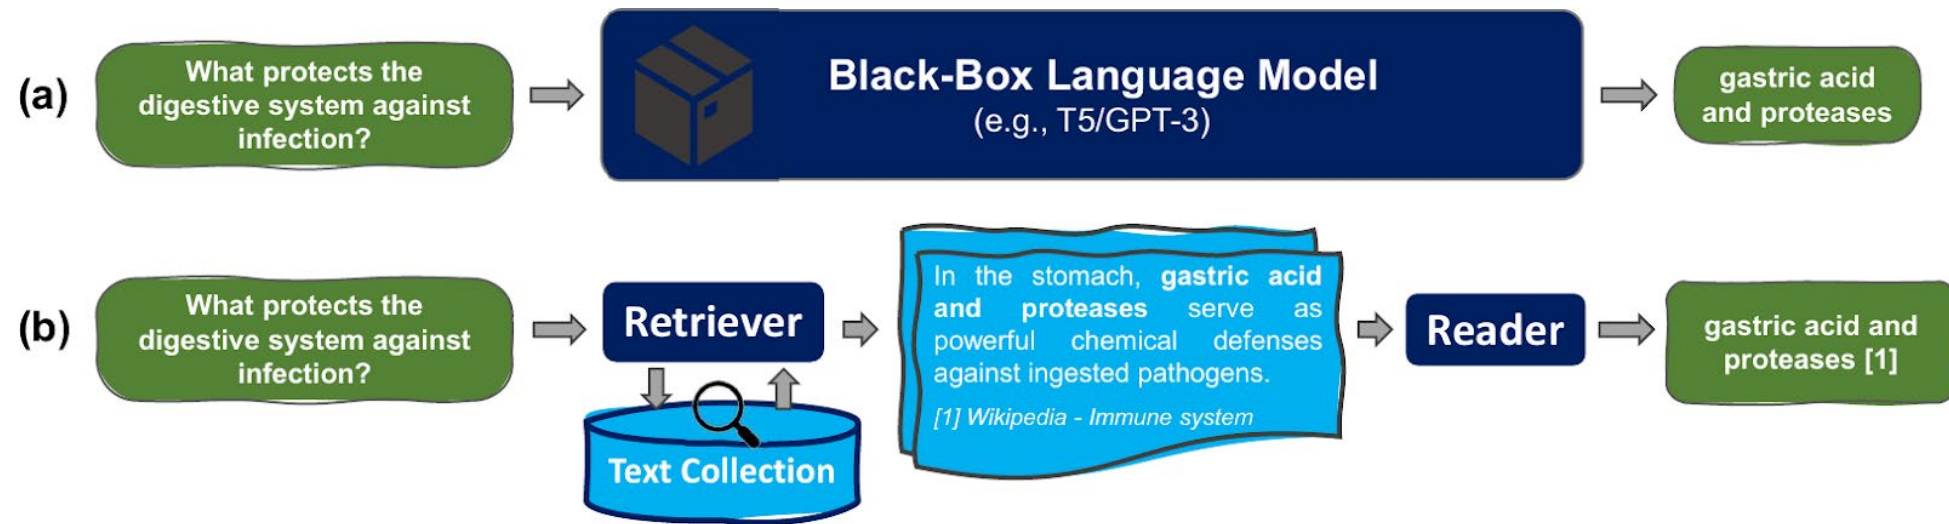 (a)
What protects the
digestive system against
infection?
Black-Box Language Model
(e.g., T5/GPT-3)
gastric acid
and proteases
(b)
What protects the
digestive system against
infection?
Retriever
Text Collection
In the stomach, gastric acid
and proteases serve as
powerful chemical defenses
against ingested pathogens.
[1] Wikipedia - Immune system
Reader
gastric acid and
proteases [1]